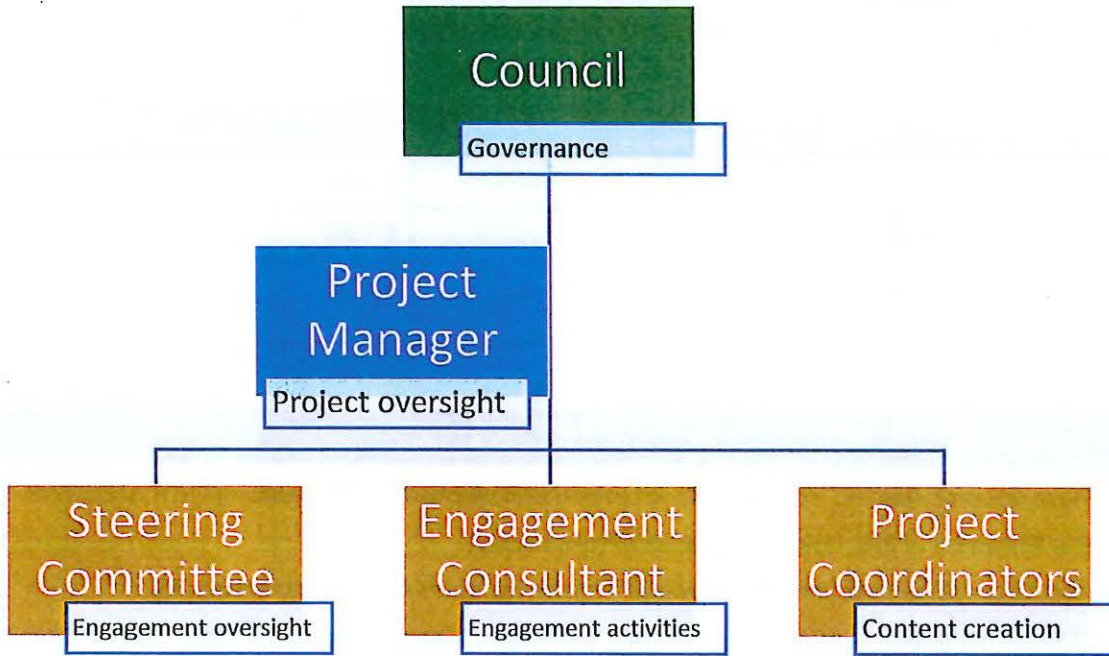 Council
Governance
Project
Manager
Project oversight
Steering
Committee
Engagement oversight
Engagement
Consultant
Engagement activities
Project
Coordinators
Content creation